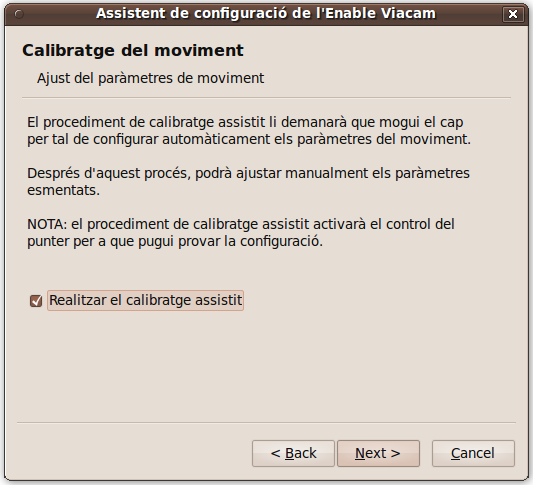 Assistent de configuració de l'Enable Viacam
Calibratge del moviment
Ajust del paràmetres de moviment
El procediment de calibratge assistit li demanarà que mogui el cap
per tal de configurar automàticament els paràmetres del moviment.
Després d'aquest procés, podrà ajustar manualment els paràmetres
esmentats.
NOTA: el procediment de calibratge assistit activarà el control del
punter per a que pugui provar la configuració.
Realitzar el calibratge assistit
< Back
Next >
Cancel